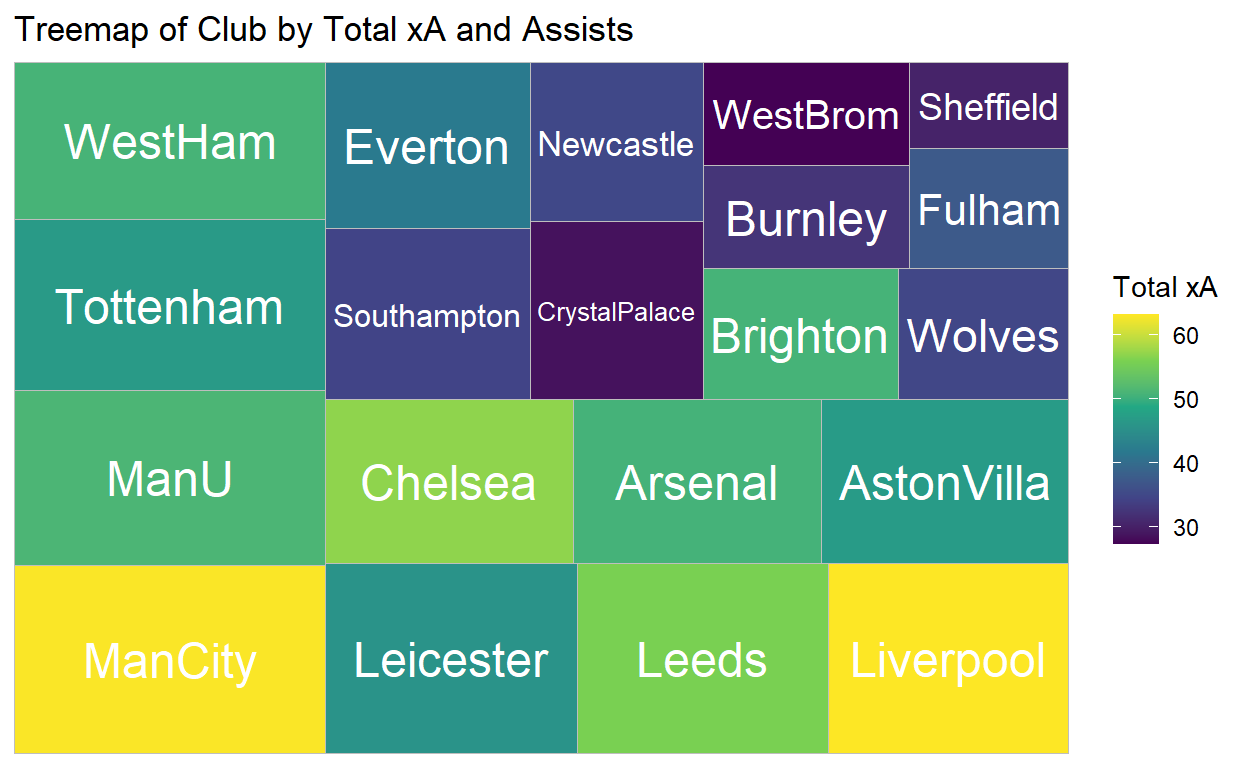 Treemap of Club by Total xA and Assists
WestHam
Everton
Newcastle
WestBrom
Sheffield
Burnley
Fulham
Tottenham
Southampton
CrystalPalace
Brighton
Wolves
ManU
Chelsea
Arsenal
AstonVilla
ManCity
Leicester
Leeds
Liverpool
Total xA
60
50
40
30